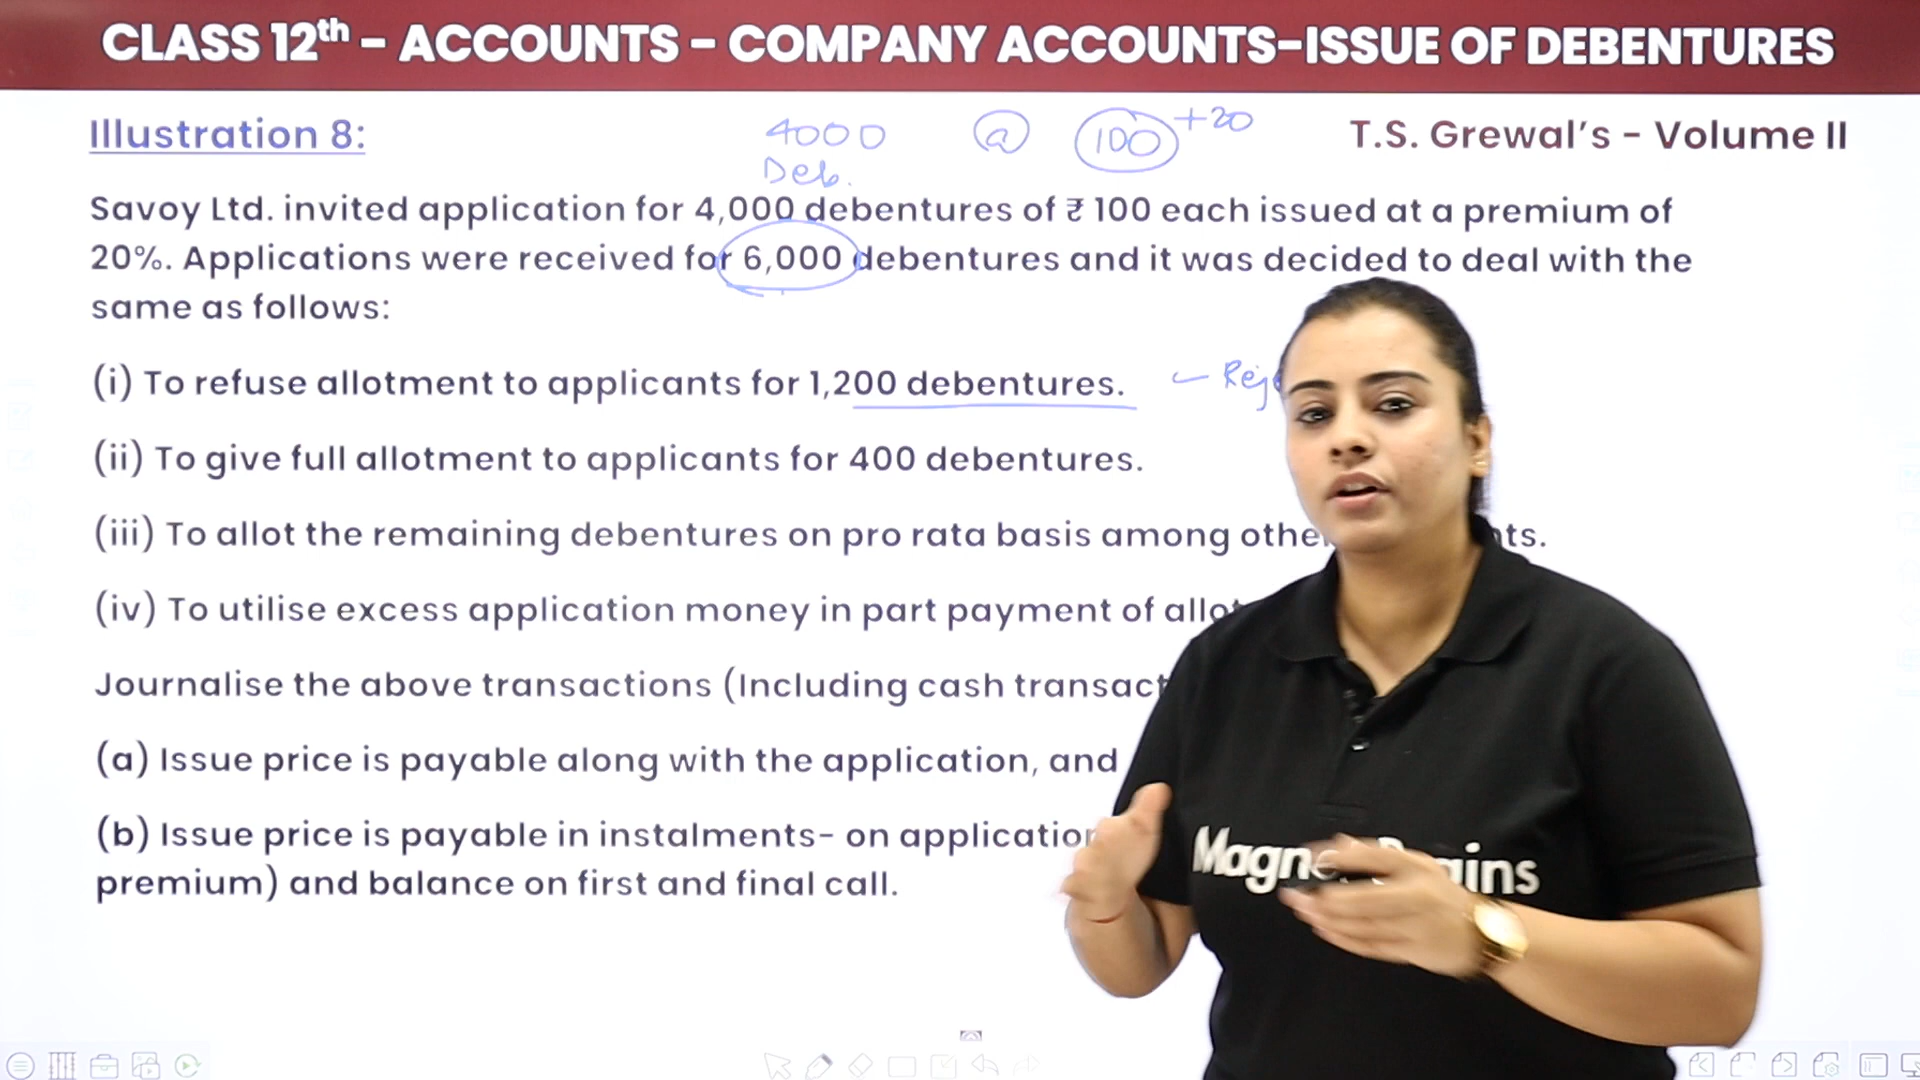 CLASS 12th - ACCOUNTS - COMPANY ACCOUNTS-ISSUE OF DEBENTURES
Illustration 8:
4000 @ 100 +20
Deb.
T.S. Grewal's - Volume II
Savoy Ltd. invited application for 4,000 debentures of ₹ 100 each issued at a premium of
20%. Applications were received for 6,000 debentures and it was decided to deal with the
same as follows:
(i) To refuse allotment to applicants for 1,200 debentures.
(ii) To give full allotment to applicants for 400 debentures.
(iii) To allot the remaining debentures on pro rata basis among
(iv) To utilise excess application money in part payment of
Journalise the above transactions (Including cash
(a) Issue price is payable along with the application, and
(b) Issue price is payable in instalments- on
premium) and balance on first and final call.